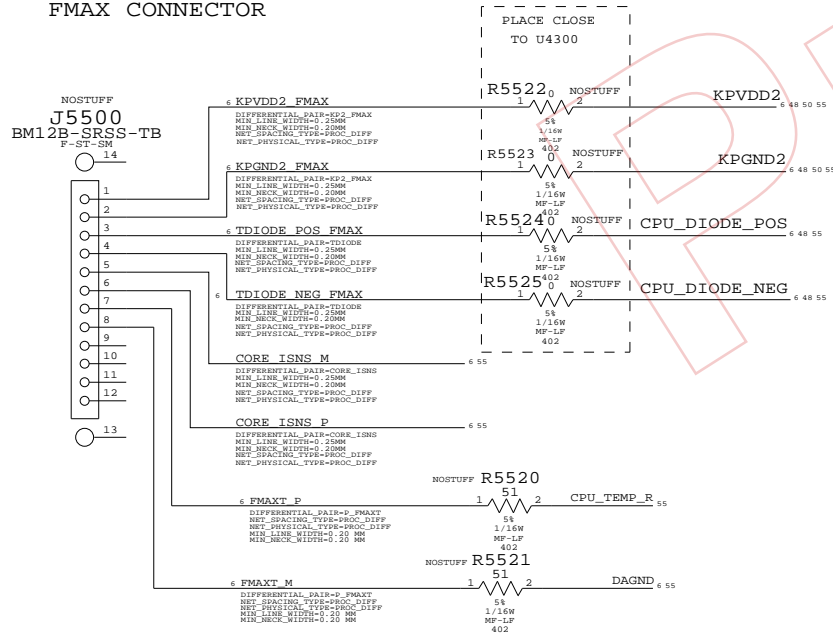 FMAX CONNECTOR
PLACE CLOSE
TO U4300
NOSTUFF
J5500
BM12B-SRSS-TB
F-ST-SM
14
1
2
3
4
5
6
7
8
9
10
11
12
13
6 KPVDD2_FMAX
DIFFERENTIAL_PAIR=KP2_FMAX
MIN_LINE_WIDTH=0.25MM
MIN_NECK_WIDTH=0.20MM
NET_SPACING_TYPE=PROC_DIFF
NET_PHYSICAL_TYPE=PROC_DIFF
R5522 0 NOSTUFF
1 2
5%
1/16W
MF-LF
402
KPVDD2
6 48 50 55
6 KPGND2_FMAX
DIFFERENTIAL_PAIR=KP2_FMAX
MIN_LINE_WIDTH=0.25MM
MIN_NECK_WIDTH=0.20MM
NET_SPACING_TYPE=PROC_DIFF
NET_PHYSICAL_TYPE=PROC_DIFF
R5523 0 NOSTUFF
1 2
5%
1/16W
MF-LF
402
KPGND2
6 48 50 55
6 TDIODE_POS_FMAX
DIFFERENTIAL_PAIR=TDIODE
MIN_LINE_WIDTH=0.25MM
MIN_NECK_WIDTH=0.20MM
NET_SPACING_TYPE=PROC_DIFF
NET_PHYSICAL_TYPE=PROC_DIFF
R5524 0 NOSTUFF
1 2
5%
1/16W
MF-LF
402
CPU_DIODE_POS
6 48 55
6 TDIODE_NEG_FMAX
DIFFERENTIAL_PAIR=TDIODE
MIN_LINE_WIDTH=0.25MM
MIN_NECK_WIDTH=0.20MM
NET_SPACING_TYPE=PROC_DIFF
NET_PHYSICAL_TYPE=PROC_DIFF
R5525 0 NOSTUFF
1 2
5%
1/16W
MF-LF
402
CPU_DIODE_NEG
6 48 55
CORE_ISNS_M
6 55
DIFFERENTIAL_PAIR=CORE_ISNS
MIN_LINE_WIDTH=0.25MM
MIN_NECK_WIDTH=0.20MM
NET_SPACING_TYPE=PROC_DIFF
NET_PHYSICAL_TYPE=PROC_DIFF
CORE_ISNS_P
6 55
DIFFERENTIAL_PAIR=CORE_ISNS
MIN_LINE_WIDTH=0.25MM
MIN_NECK_WIDTH=0.20MM
NET_SPACING_TYPE=PROC_DIFF
NET_PHYSICAL_TYPE=PROC_DIFF
6 FMAXT_P
DIFFERENTIAL_PAIR=P_FMAXT
NET_SPACING_TYPE=PROC_DIFF
NET_PHYSICAL_TYPE=PROC_DIFF
MIN_LINE_WIDTH=0.20 MM
MIN_NECK_WIDTH=0.20 MM
NOSTUFF R5520
51
1 2
5%
1/16W
MF-LF
402
CPU_TEMP_R
55
6 FMAXT_M
DIFFERENTIAL_PAIR=P_FMAXT
NET_SPACING_TYPE=PROC_DIFF
NET_PHYSICAL_TYPE=PROC_DIFF
MIN_LINE_WIDTH=0.20 MM
MIN_NECK_WIDTH=0.20 MM
NOSTUFF R5521
51
1 2
5%
1/16W
MF-LF
402
DAGND
6 55